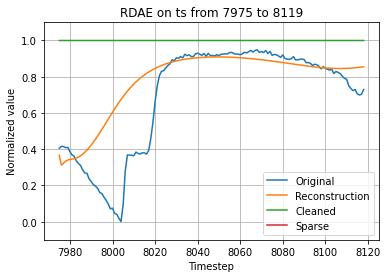 RDAE on ts from 7975 to 8119
Normalized value
1.0
0.8
0.6
0.4
0.2
0.0
7980 8000 8020 8040 8060 8080 8100 8120
Timestep
Original
Reconstruction
Cleaned
Sparse